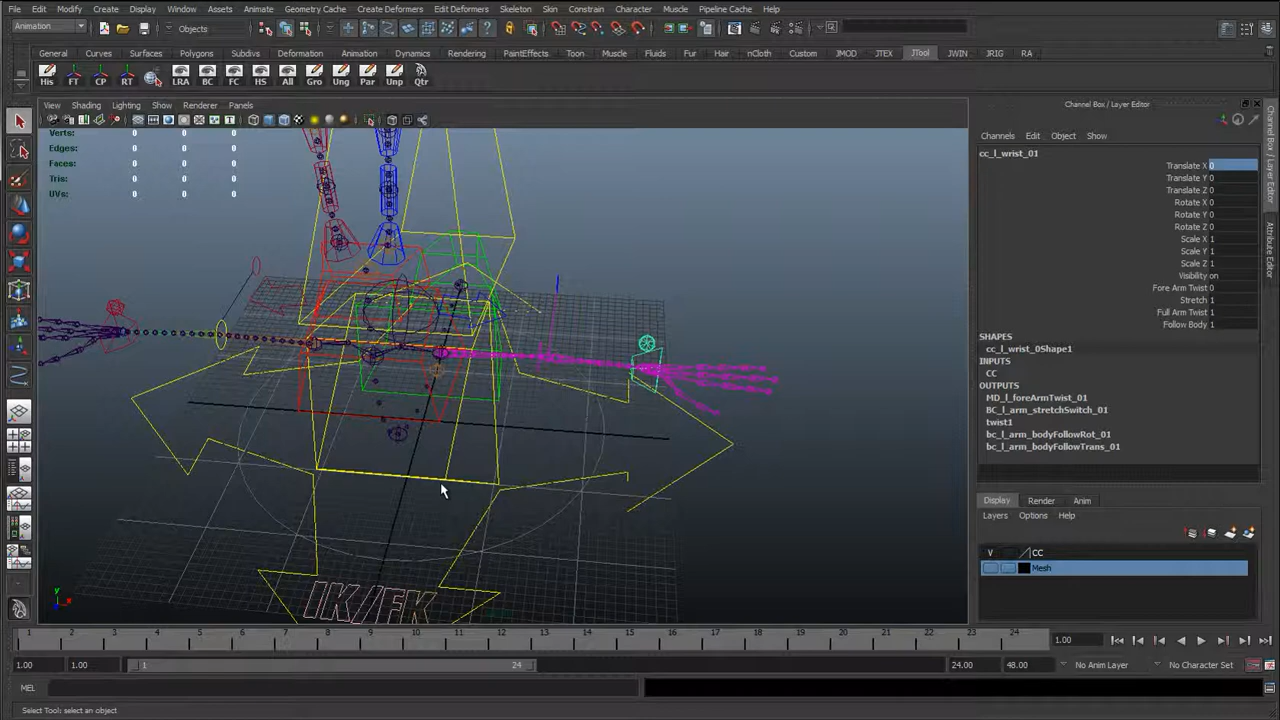 File Edit Modify Create Display Window Assets Animate Geometry Cache Create Deformers Edit Deformers Skeleton Skin Constrain Character Muscle Pipeline Cache Help
Animation Objects
General Curves Surfaces Polygons Subdivs Deformation Animation Dynamics Rendering PaintEffects Toon Muscle Fluids Fur Hair nCloth Custom JMOD JTEX JTool JWIN JRIG RA
His FT CP RT LRA BC FC HS All Gro Ung Par Unp Qtr
View Shading Lighting Show Renderer Panels
Channel Box / Layer Editor
Verts: 0 0 0
Edges: 0 0 0
Faces: 0 0 0
Tris: 0 0 0
UVs: 0 0 0
Channels Edit Object Show
cc_l_wrist_01
Translate X 0
Translate Y 0
Translate Z 0
Rotate X 0
Rotate Y 0
Rotate Z 0
Scale X 1
Scale Y 1
Scale Z 1
Visibility on
Fore Arm Twist 0
Stretch 1
Full Arm Twist 1
Follow Body 1
SHAPES
cc_l_wrist_0Shape1
INPUTS
CC
OUTPUTS
MD_l_foreArmTwist_01
BC_l_arm_stretchSwitch_01
twist1
bc_l_arm_bodyFollowRot_01
bc_l_arm_bodyFollowTrans_01
Channel Box / Layer Editor
Attribute Editor
Display Render Anim
Layers Options Help
V CC
Mesh
IK/FK
y x
1 2 3 4 5 6 7 8 9 10 11 12 13 14 15 16 17 18 19 20 21 22 23 24 1.00
1.00 1.00 1 24 24.00 48.00 No Anim Layer No Character Set
MEL
Select Tool: select an object